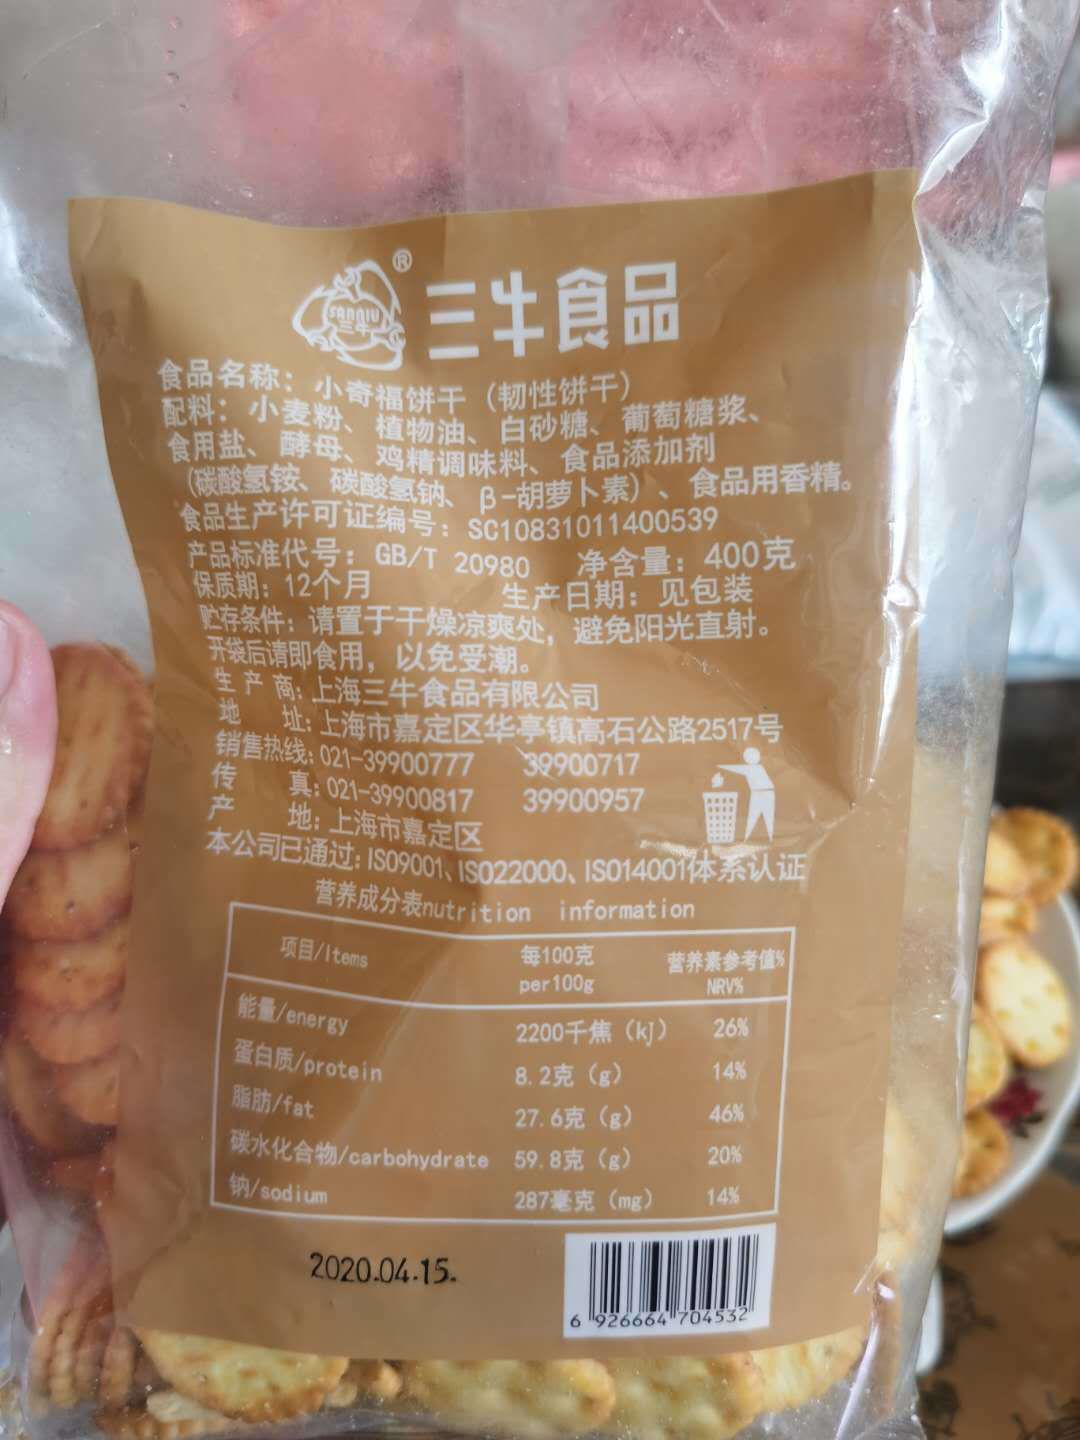 ®
SANNIU
三牛
三牛食品
食品名称：小奇福饼干（韧性饼干）
配料：小麦粉、植物油、白砂糖、葡萄糖浆、
食用盐、酵母、鸡精调味料、食品添加剂
（碳酸氢铵、碳酸氢钠、β-胡萝卜素）、食品用香精。
食品生产许可证编号：SC10831011400539
产品标准代号：GB/T 20980 净含量：400克
保质期：12个月 生产日期：见包装
贮存条件：请置于干燥凉爽处，避免阳光直射。
开袋后请即食用，以免受潮。
生产商：上海三牛食品有限公司
地 址：上海市嘉定区华亭镇高石公路2517号
销售热线：021-39900777 39900717
传 真：021-39900817 39900957
产 地：上海市嘉定区
本公司已通过：ISO9001、ISO22000、ISO14001体系认证
营养成分表nutrition information
项目/Items 每100克 per100g 营养素参考值% NRV%
能量/energy 2200千焦（kj） 26%
蛋白质/protein 8.2克（g） 14%
脂肪/fat 27.6克（g） 46%
碳水化合物/carbohydrate 59.8克（g） 20%
钠/sodium 287毫克（mg） 14%
2020.04.15.
6 926664 704532